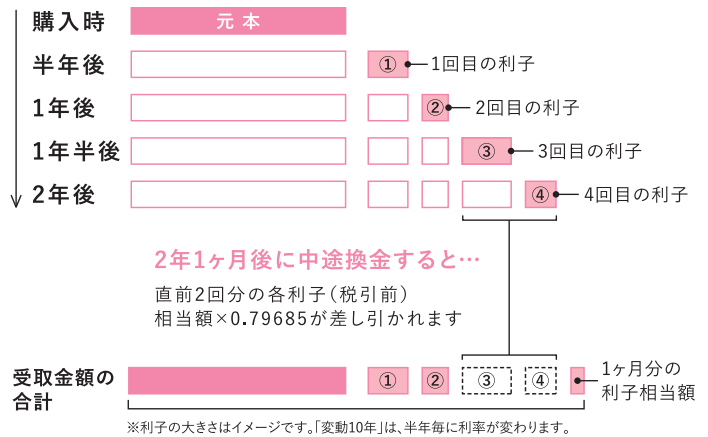 購入時
元本
半年後
①
1回目の利子
1年後
②
2回目の利子
1年半後
③
3回目の利子
2年後
④
4回目の利子
2年1ヶ月後に中途換金すると…
直前2回分の各利子（税引前）
相当額×0.79685が差し引かれます
受取金額の
合計
①
②
③
④
1ヶ月分の
利子相当額
※利子の大きさはイメージです。「変動10年」は、半年毎に利率が変わります。